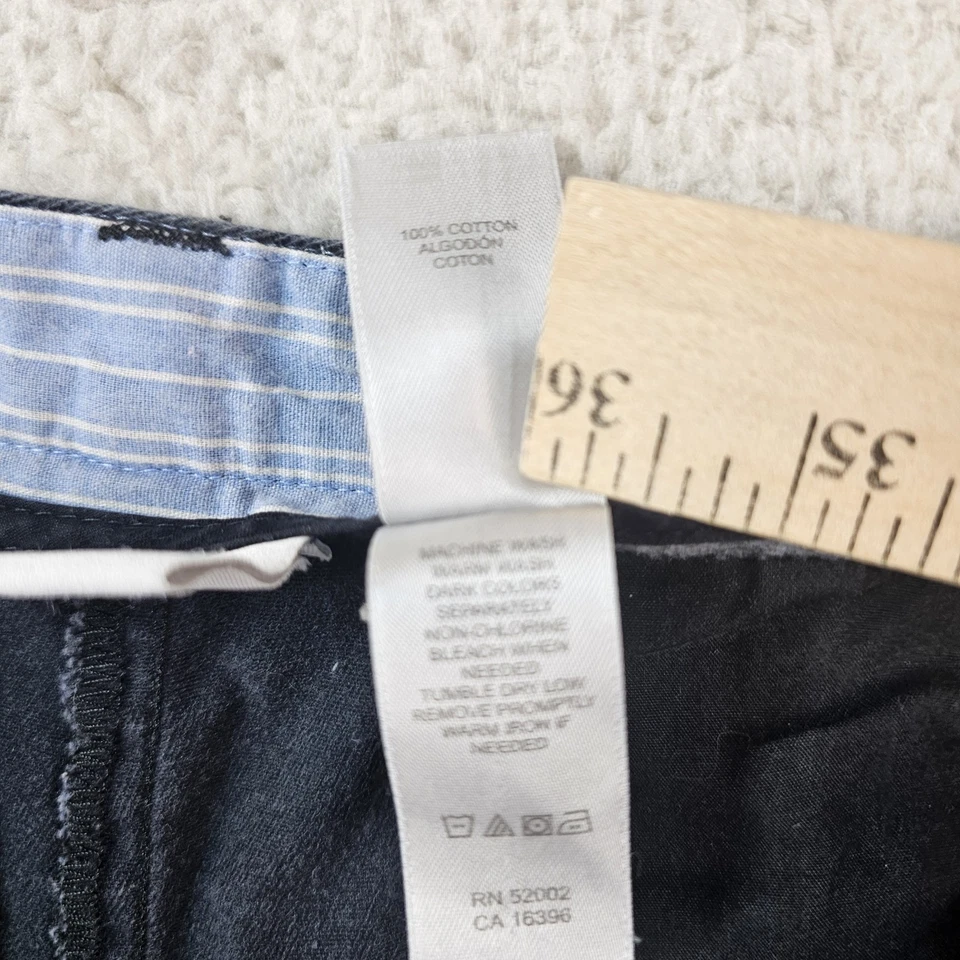 100% COTTON
ALGODÓN
COTON
36
35
MACHINE WASH
WARM WASH
DARK COLORS
SEPARATELY
NON-CHLORINE
BLEACH WHEN
NEEDED
TUMBLE DRY LOW
REMOVE PROMPTLY
WARM IRON IF
NEEDED
RN 52002
CA 16396